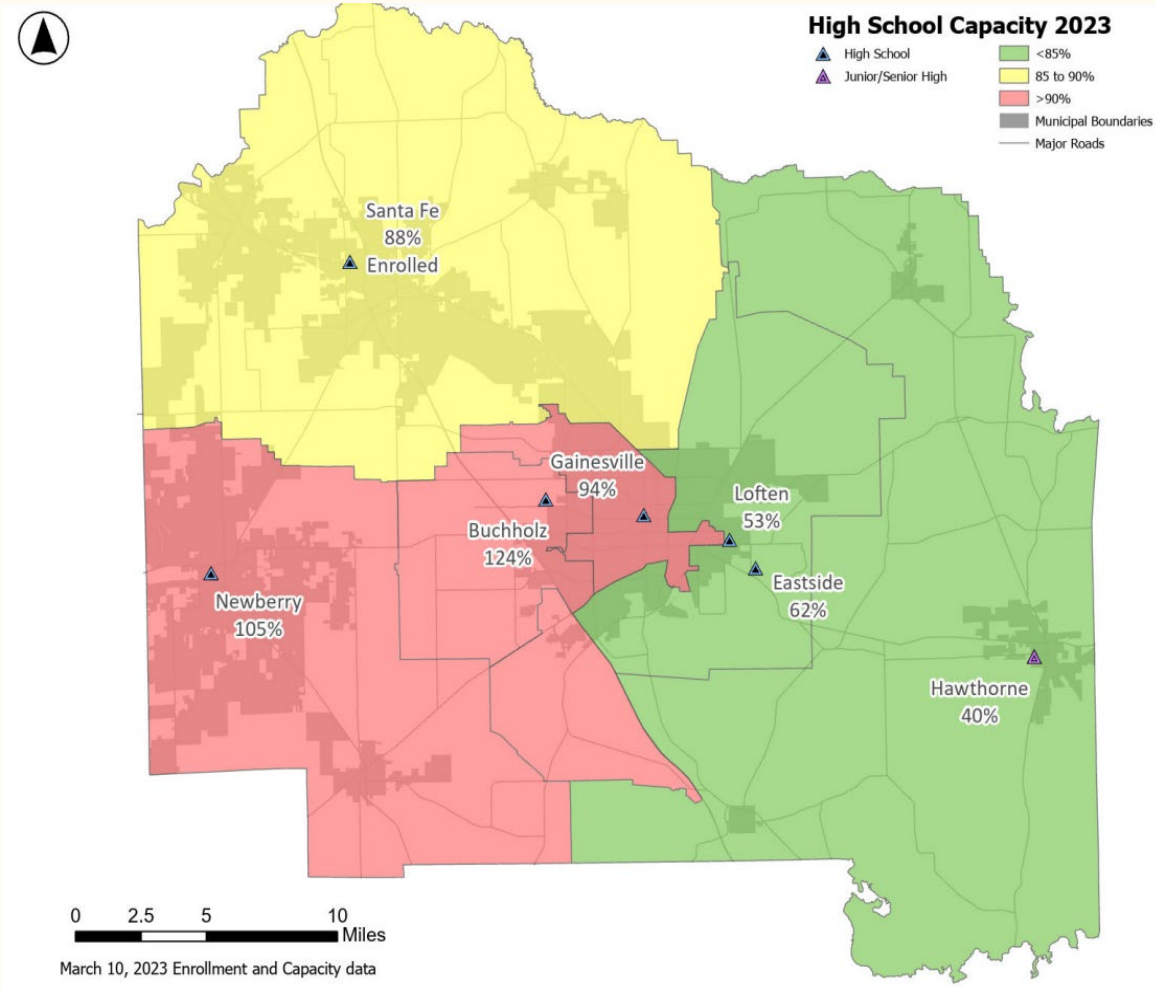 High School Capacity 2023
High School
Junior/Senior High
<85%
85 to 90%
>90%
Municipal Boundaries
Major Roads
Santa Fe
88%
Enrolled
Gainesville
94%
Loften
53%
Buchholz
124%
Eastside
62%
Newberry
105%
Hawthorne
40%
0 2.5 5 10
Miles
March 10, 2023 Enrollment and Capacity data